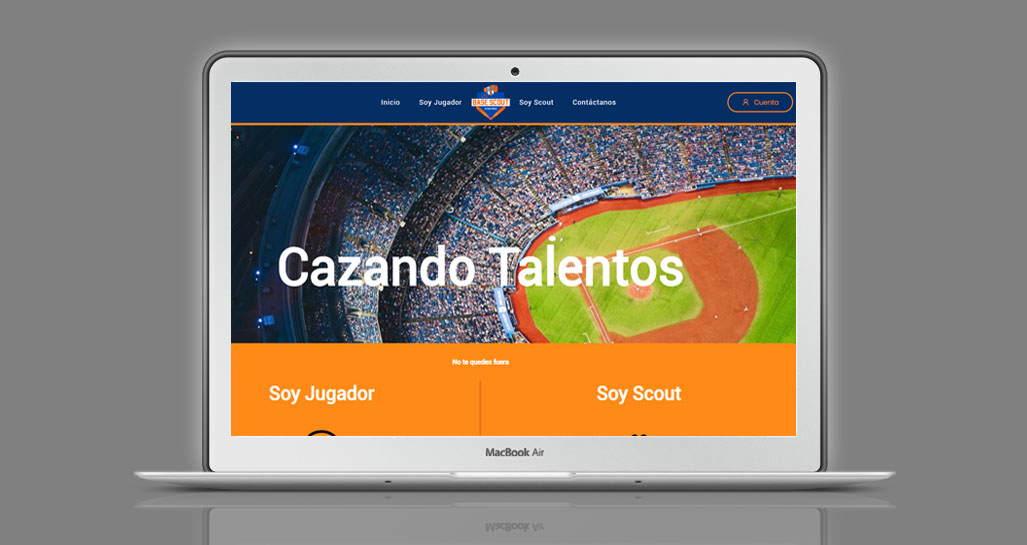 Inicio
Soy Jugador
BASE SCOUT
Soy Scout
Contáctanos
Cuenta
Cazando Talentos
No te quedes fuera
Soy Jugador
Soy Scout
MacBook Air